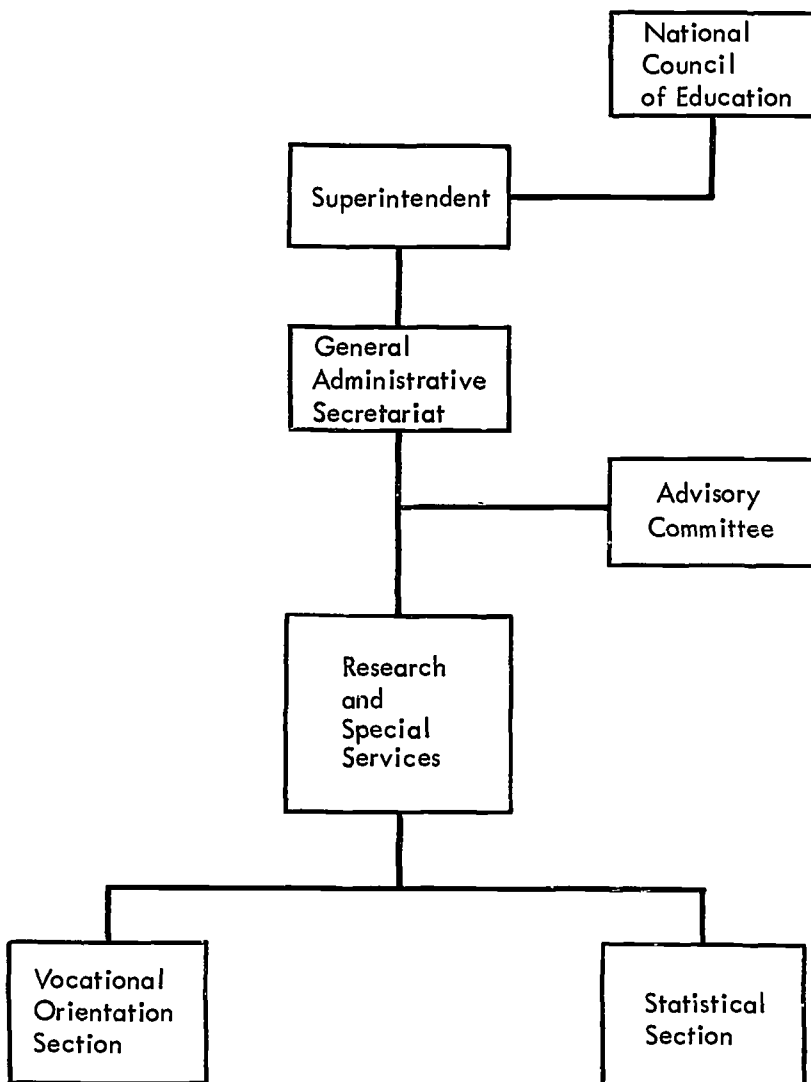 National
Council
of Education
Superintendent
General
Administrative
Secretariat
Advisory
Committee
Research
and
Special
Services
Vocational
Orientation
Section
Statistical
Section